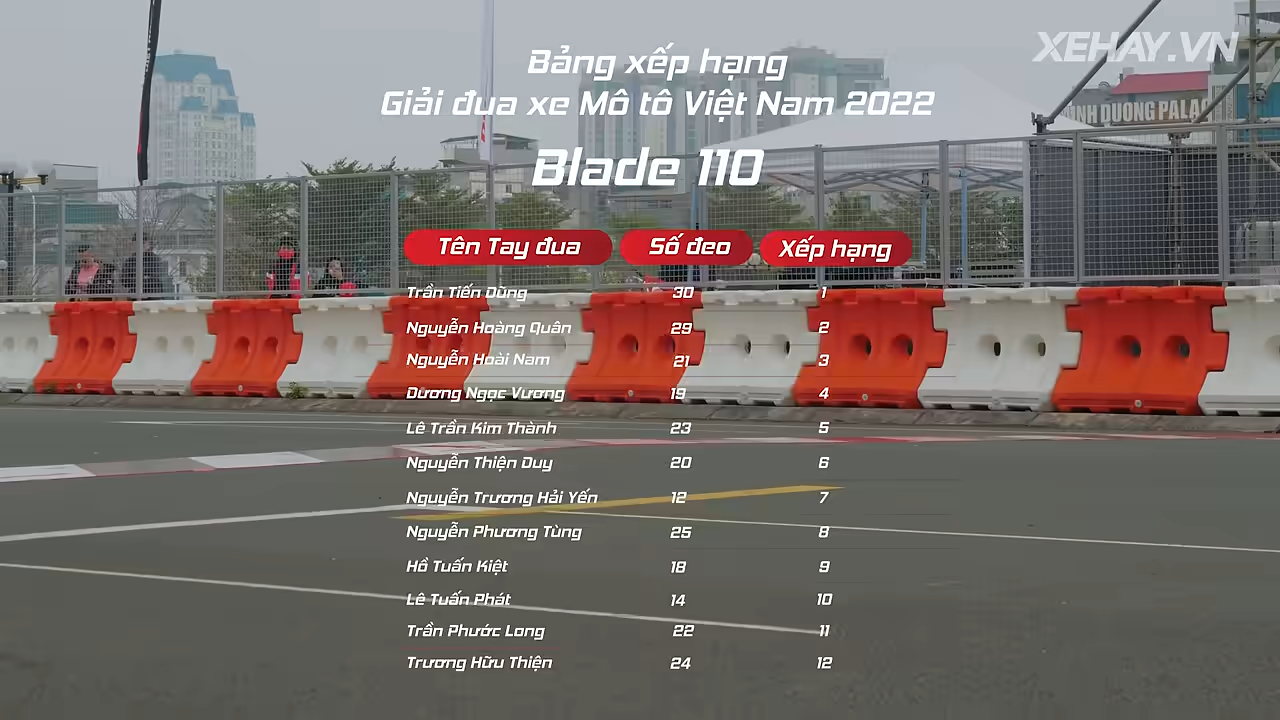 XEHAY.VN
Bảng xếp hạng
Giải đua xe Mô tô Việt Nam 2022
INH DUONG PALAC
Blade 110
Tên Tay đua Số đeo Xếp hạng
Trần Tiến Dũng 30 1
Nguyễn Hoàng Quân 29 2
Nguyễn Hoài Nam 21 3
Dương Ngọc Vương 19 4
Lê Trần Kim Thành 23 5
Nguyễn Thiện Duy 20 6
Nguyễn Trương Hải Yến 12 7
Nguyễn Phương Tùng 25 8
Hồ Tuấn Kiệt 18 9
Lê Tuấn Phát 14 10
Trần Phước Long 22 11
Trương Hữu Thiện 24 12